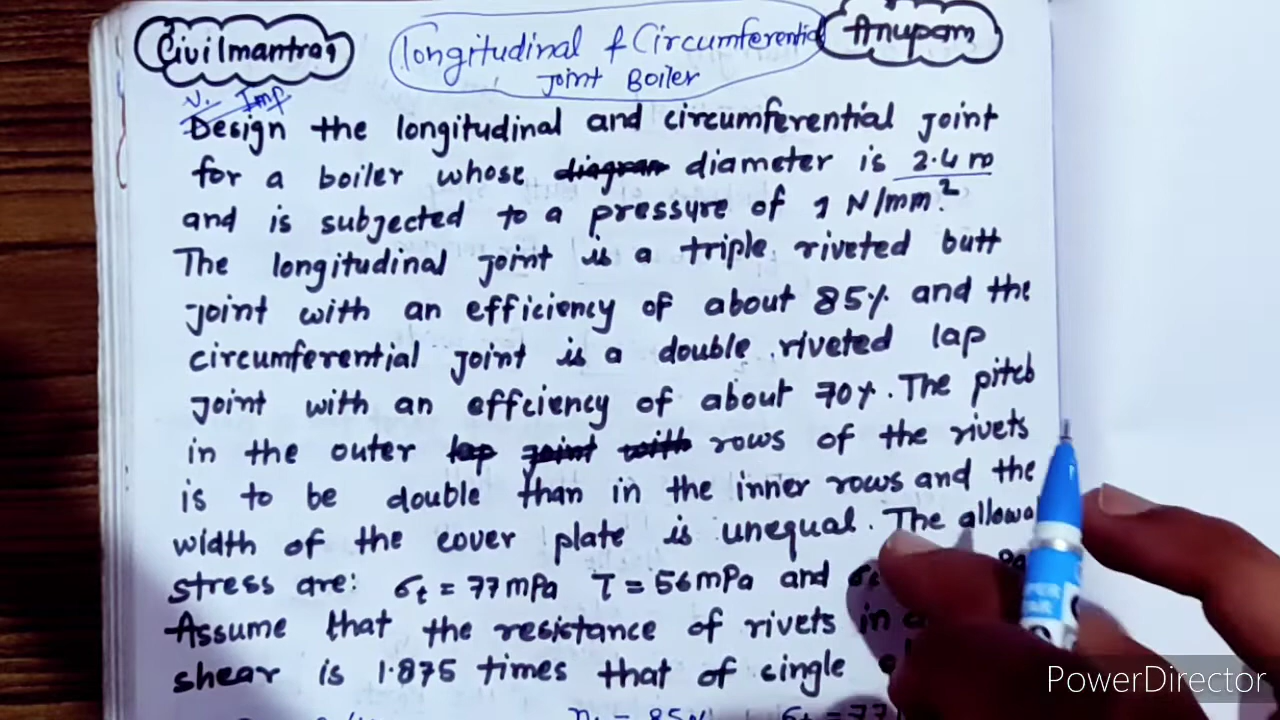 Civilmantraa
Longitudinal & Circumferential
Joint Boiler
Anupam
V. Imp
Design the longitudinal and circumferential joint
for a boiler whose diagram diameter is 2.4 m
and is subjected to a pressure of 1 N/mm².
The longitudinal joint is a triple riveted butt
joint with an efficiency of about 85% and the
circumferential joint is a double riveted lap
joint with an effciency of about 70%. The pitch
in the outer lap joint with rows of the rivets
is to be double than in the inner rows and the
width of the cover plate is unequal. The allowa
stress are: σt = 77 mPa τ = 56 mPa and
Assume that the resistance of rivets in
shear is 1.875 times that of single
PowerDirector